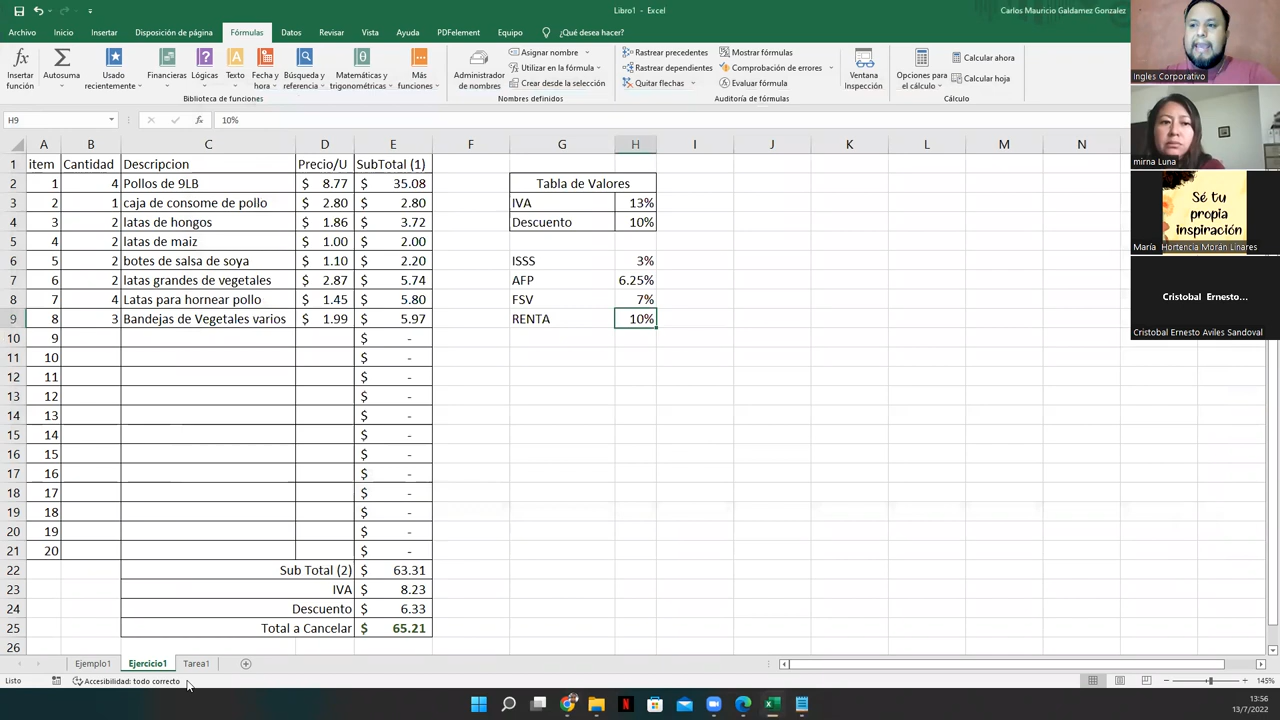 Libro1 - Excel
Carlos Mauricio Galdamez Gonzalez
Archivo Inicio Insertar Disposición de página Fórmulas Datos Revisar Vista Ayuda PDFelement Equipo ¿Qué desea hacer?
Insertar función
Autosuma
Usado recientemente
Financieras
Lógicas
Texto
Fecha y hora
Búsqueda y referencia
Matemáticas y trigonométricas
Más funciones
Biblioteca de funciones
Administador de nombres
Asignar nombre
Utilizar en la fórmula
Crear desde la selección
Nombres definidos
Rastrear precedentes
Rastrear dependientes
Quitar flechas
Mostrar fórmulas
Comprobación de errores
Evaluar fórmula
Auditoría de fórmulas
Ventana Inspección
Opciones para el cálculo
Calcular ahora
Calcular hoja
Cálculo
H9 fx 10%
A B C D E F G H I J K L M N
1 item Cantidad Descripcion Precio/U SubTotal (1)
2 1 4 Pollos de 9LB $ 8.77 $ 35.08 Tabla de Valores
3 2 1 caja de consome de pollo $ 2.80 $ 2.80 IVA 13%
4 3 2 latas de hongos $ 1.86 $ 3.72 Descuento 10%
5 4 2 latas de maiz $ 1.00 $ 2.00
6 5 2 botes de salsa de soya $ 1.10 $ 2.20 ISSS 3%
7 6 2 latas grandes de vegetales $ 2.87 $ 5.74 AFP 6.25%
8 7 4 Latas para hornear pollo $ 1.45 $ 5.80 FSV 7%
9 8 3 Bandejas de Vegetales varios $ 1.99 $ 5.97 RENTA 10%
10 9 $ -
11 10 $ -
12 11 $ -
13 12 $ -
14 13 $ -
15 14 $ -
16 15 $ -
17 16 $ -
18 17 $ -
19 18 $ -
20 19 $ -
21 20 $ -
22 Sub Total (2) $ 63.31
23 IVA $ 8.23
24 Descuento $ 6.33
25 Total a Cancelar $ 65.21
26
Ejemplo1 Ejercicio1 Tarea1
Listo Accesibilidad: todo correcto 145%
13:56
13/7/2022
Ingles Corporativo
mirna Luna
Sé tu
propia
inspiración
María Hortencia Morán Linares
Cristobal Ernesto...
Cristobal Ernesto Aviles Sandoval